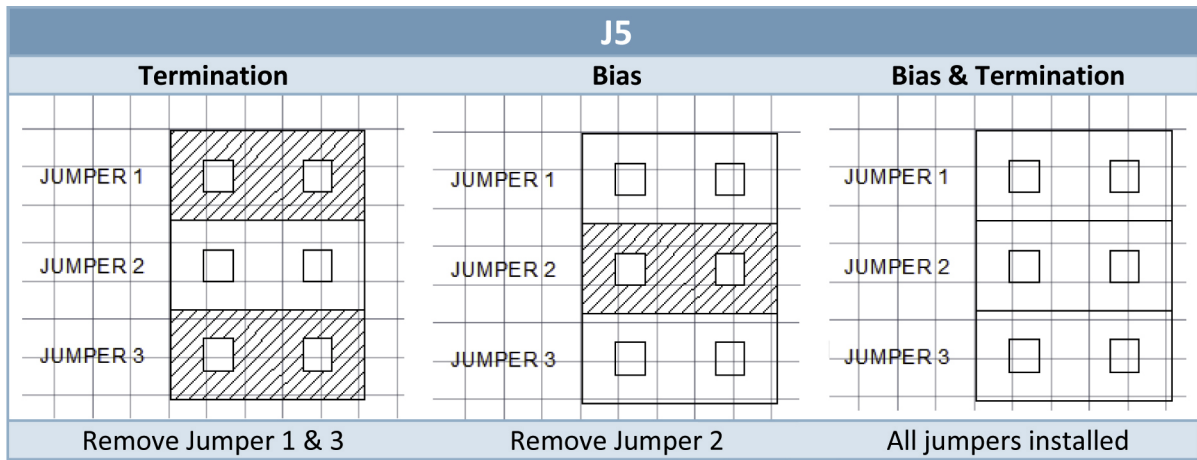 J5
Termination
Bias
Bias & Termination
JUMPER 1
JUMPER 2
JUMPER 3
JUMPER 1
JUMPER 2
JUMPER 3
JUMPER 1
JUMPER 2
JUMPER 3
Remove Jumper 1 & 3
Remove Jumper 2
All jumpers installed